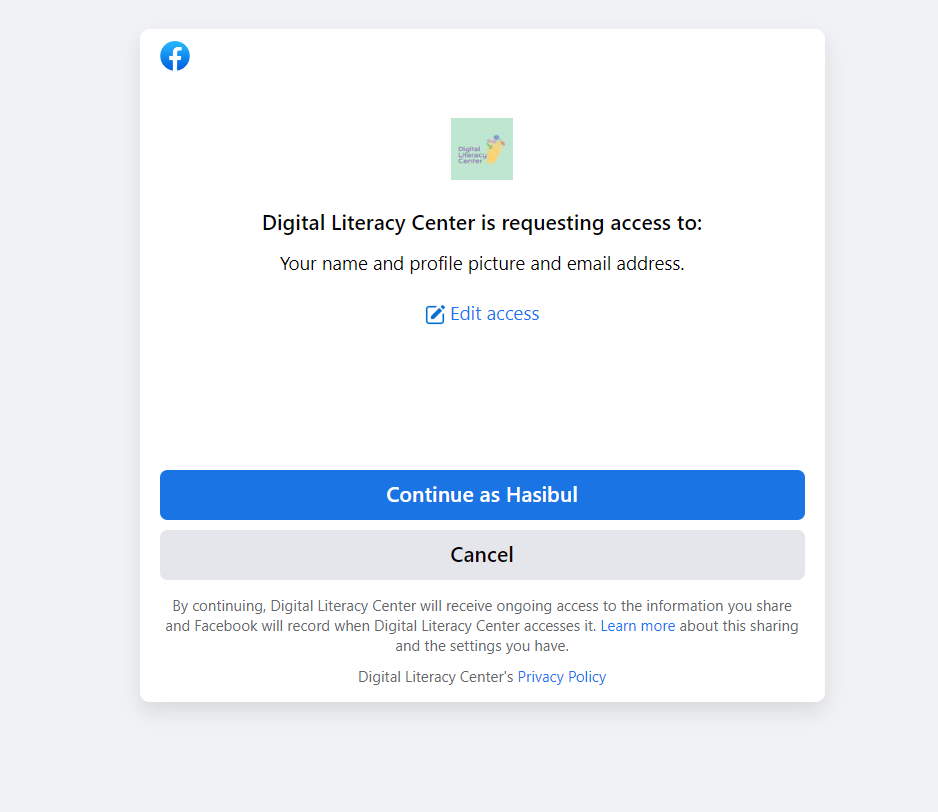 Digital
Literacy
Center
Digital Literacy Center is requesting access to:
Your name and profile picture and email address.
Edit access
Continue as Hasibul
Cancel
By continuing, Digital Literacy Center will receive ongoing access to the information you share
and Facebook will record when Digital Literacy Center accesses it. Learn more about this sharing
and the settings you have.
Digital Literacy Center's Privacy Policy